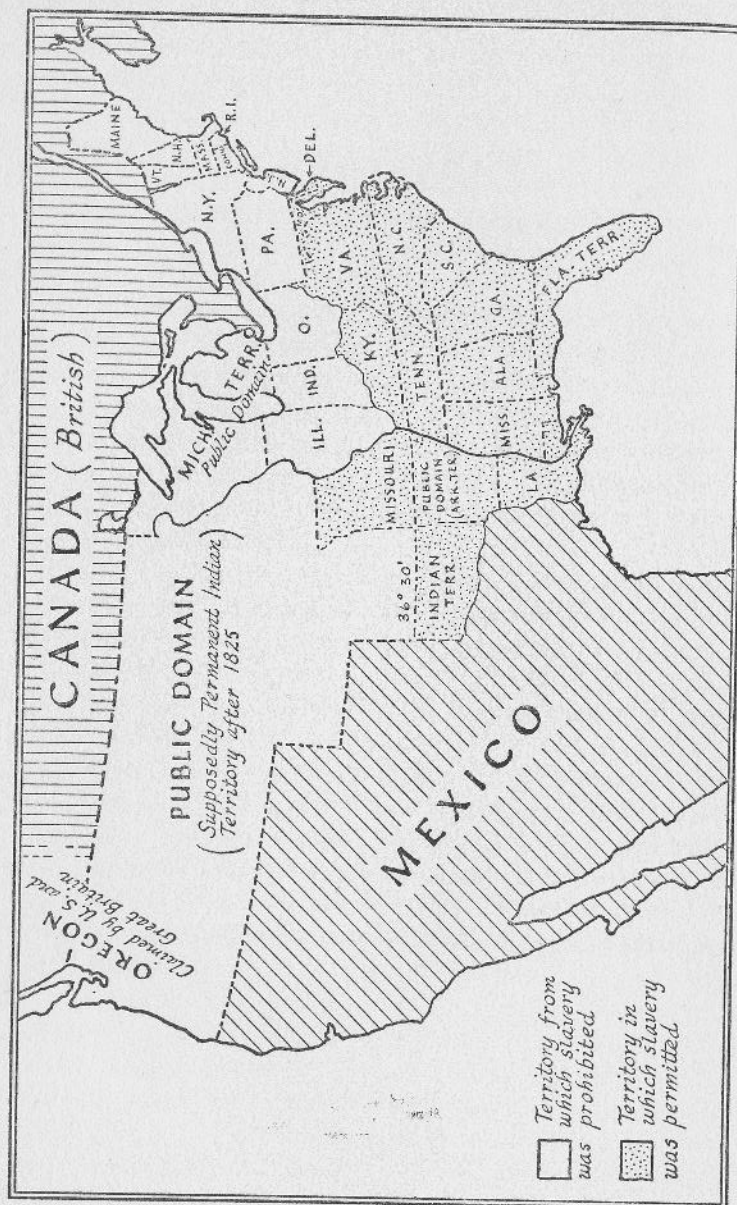 CANADA (British)
OREGON
Claimed by U. S. and
Great Britain
PUBLIC DOMAIN
(Supposedly Permanent Indian
Territory after 1825)
MICH. TERR.
Public Domain
MAINE
VT.
N.H.
MASS.
CONN.
R.I.
N.Y.
PA.
N.J.
DEL.
O.
IND.
ILL.
VA.
KY.
N.C.
TENN.
S.C.
GA.
ALA.
MISS.
LA.
FLA TERR.
MISSOURI
PUBLIC
DOMAIN
(ARK. TER.)
36° 30'
INDIAN
TERR.
MEXICO
Territory from
which slavery
was prohibited
Territory in
which slavery
was permitted